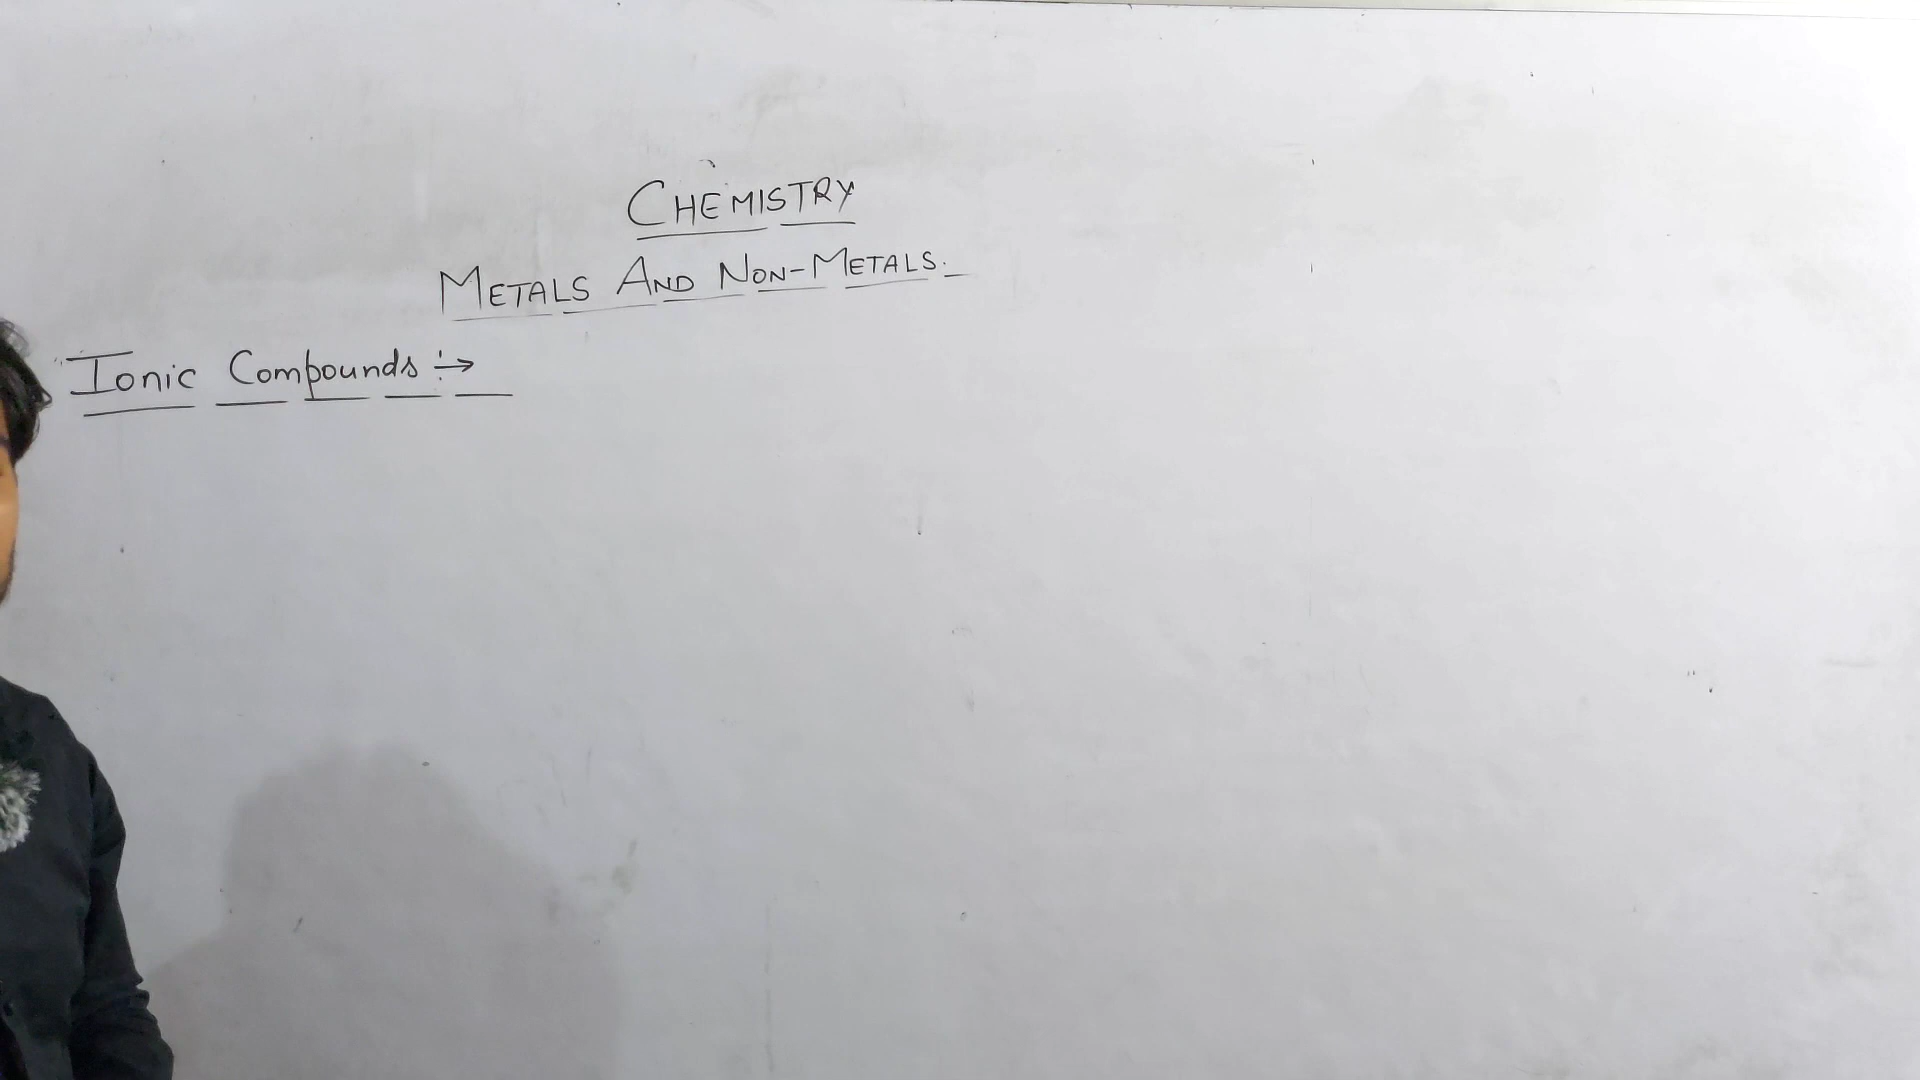 CHEMISTRY
METALS AND NON-METALS.
Ionic Compounds :→